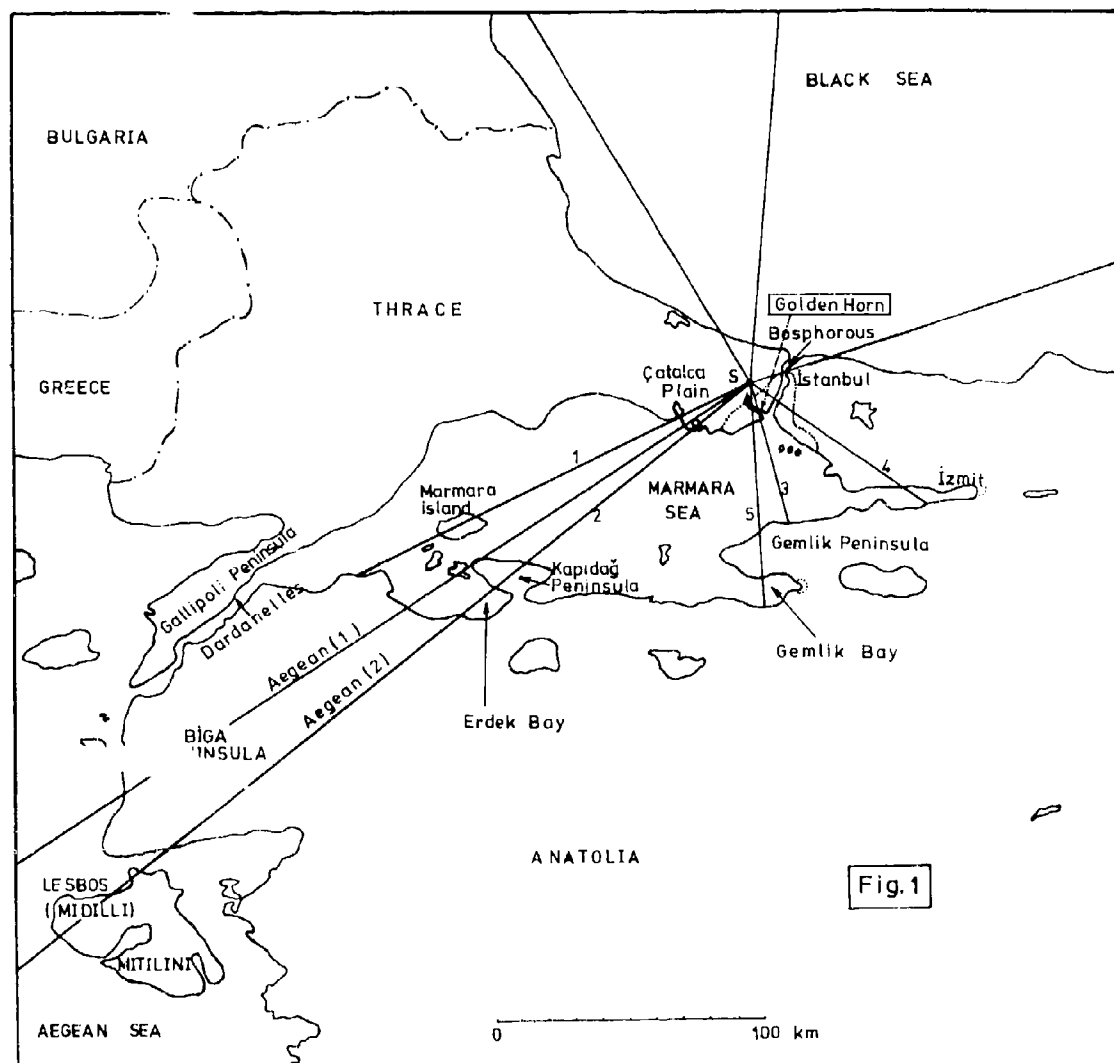 BLACK SEA
BULGARIA
THRACE
Golden Horn
Bosphorous
GREECE
Çatalca
Plain
S
İstanbul
1
4
Marmara
island
MARMARA
SEA
İzmit
3
2
5
Gemlik Peninsula
Kapıdağ
Peninsula
Gallipoli Peninsula
Dardanelles
Gemlik Bay
Aegean (1)
Aegean (2)
Erdek Bay
BİGA
INSULA
ANATOLIA
Fig.1
LESBOS
(MIDILLI)
MITILINI
AEGEAN SEA
0 100 km